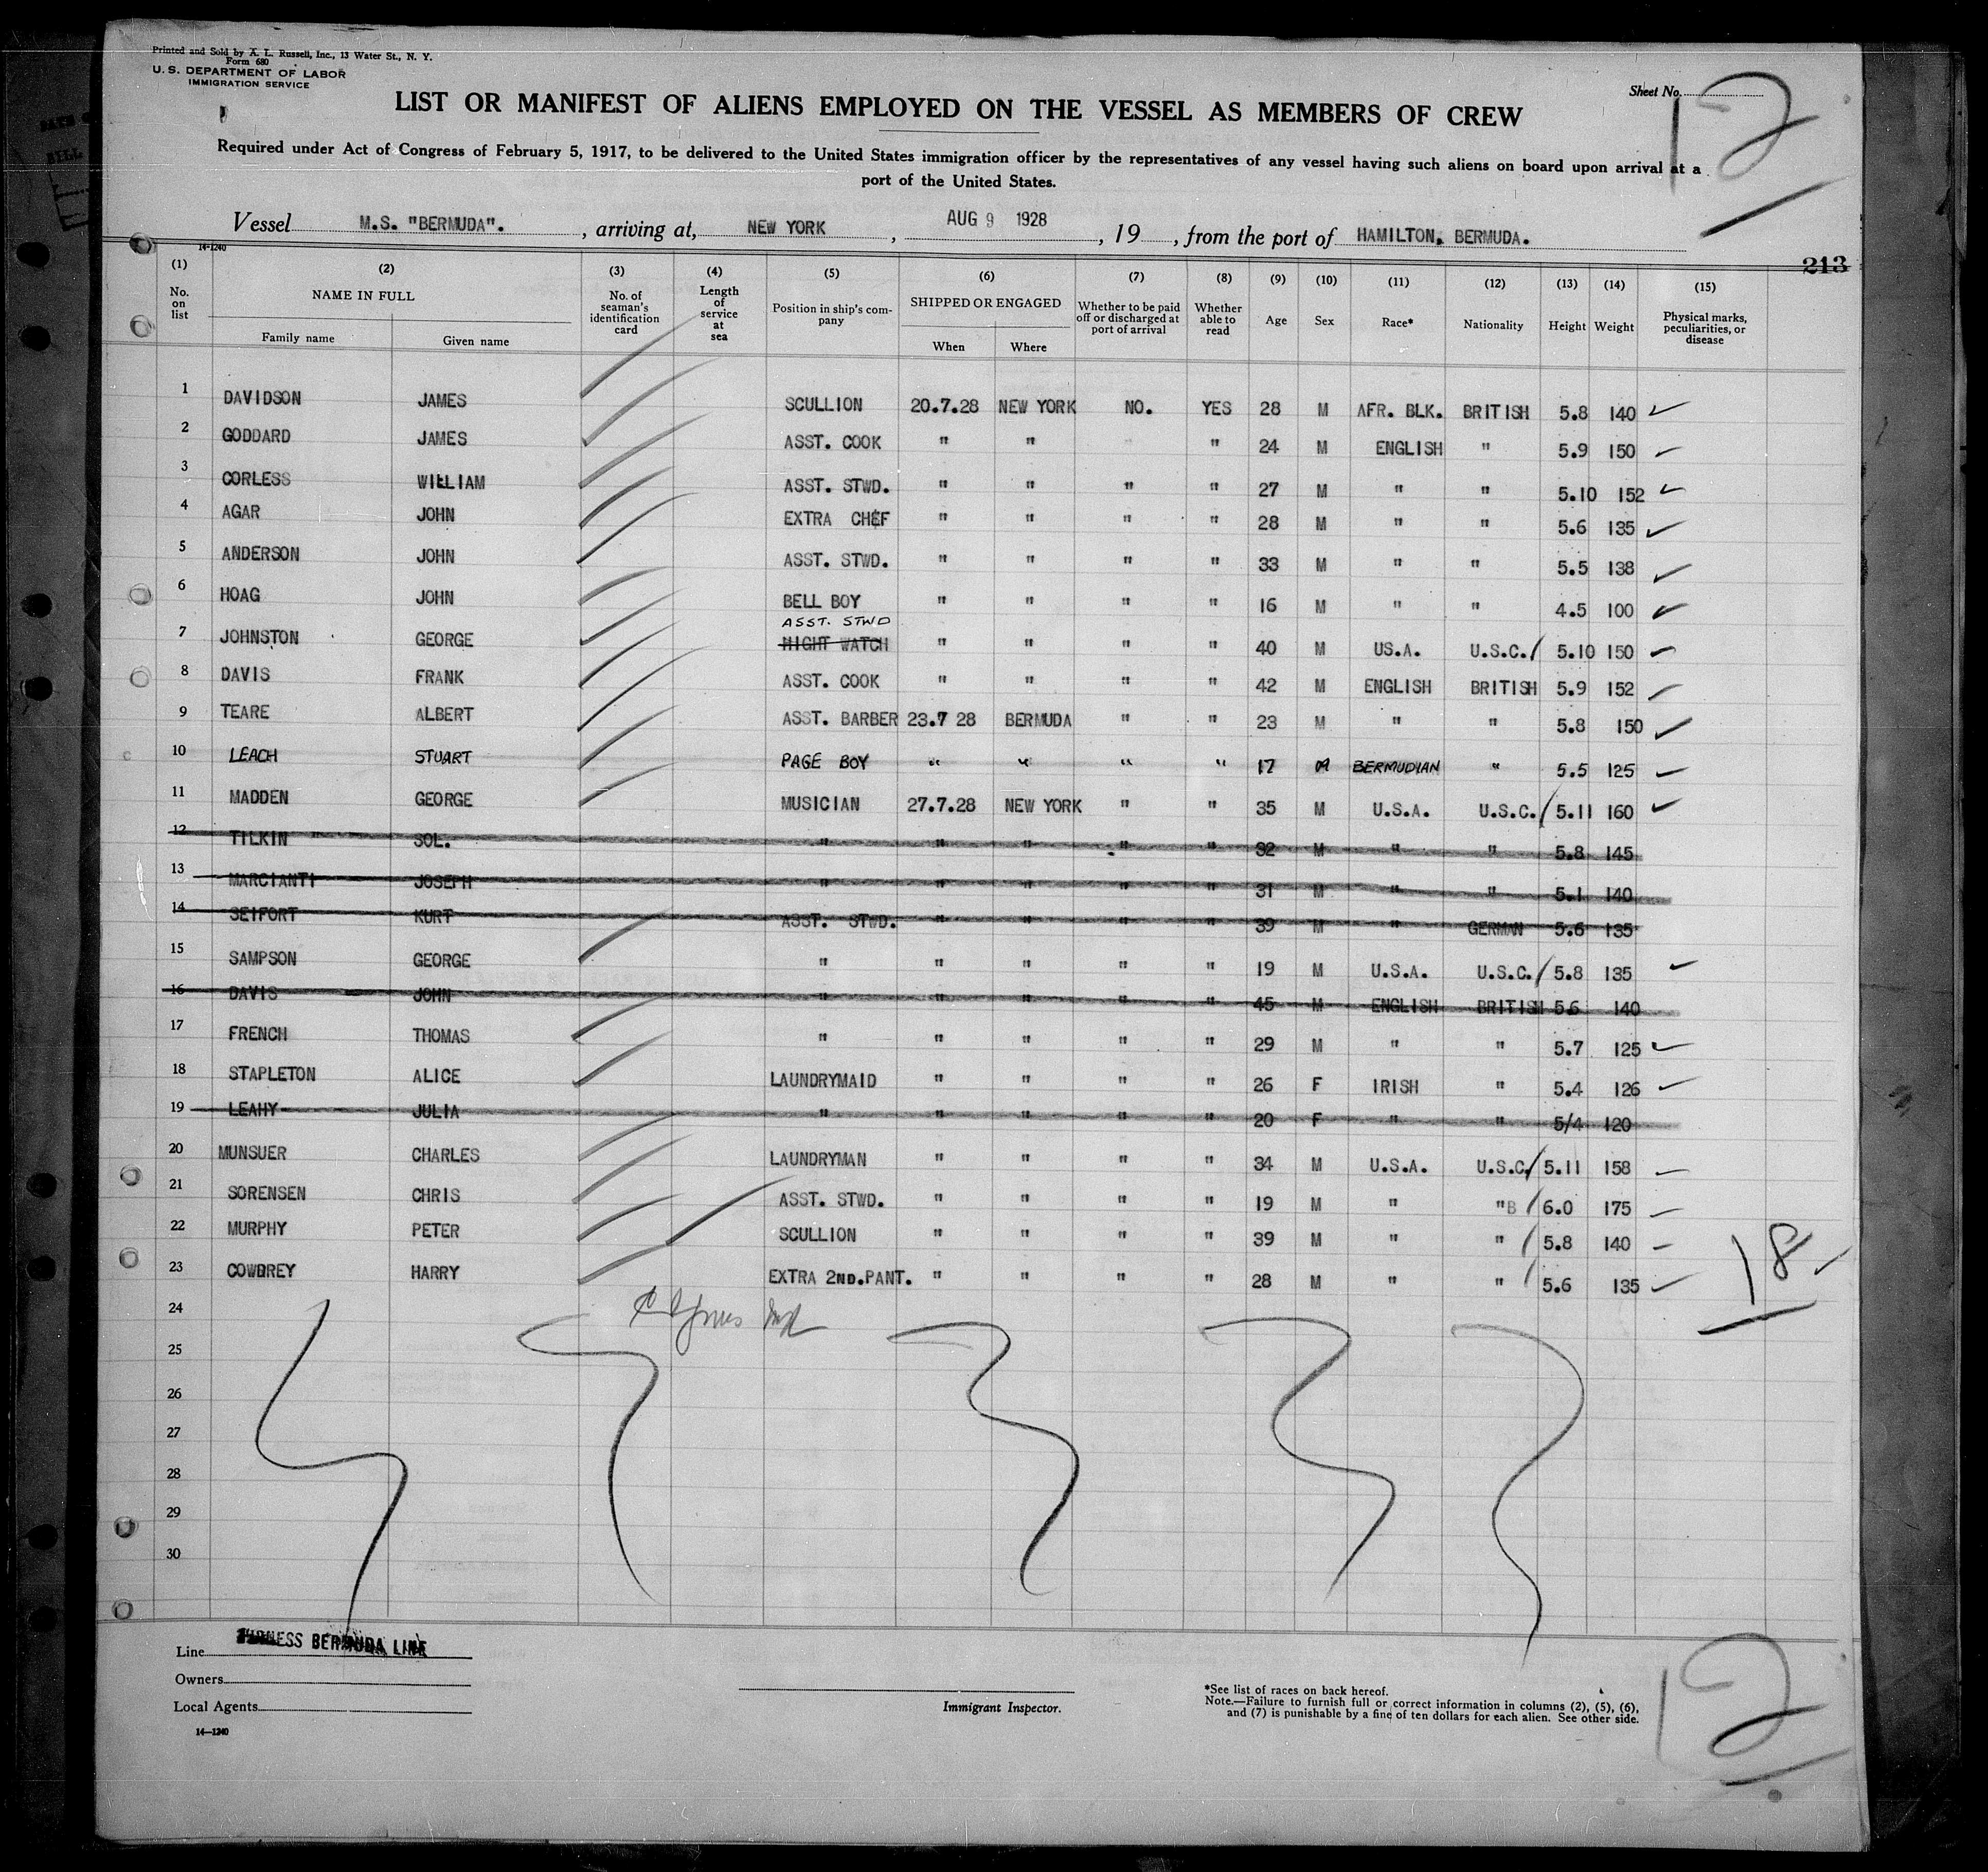 Printed and Sold by A. L. Russell, Inc., 13 Water St., N. Y.
Form 680
U. S. DEPARTMENT OF LABOR
IMMIGRATION SERVICE
Sheet No.
12
LIST OR MANIFEST OF ALIENS EMPLOYED ON THE VESSEL AS MEMBERS OF CREW
Required under Act of Congress of February 5, 1917, to be delivered to the United States immigration officer by the representatives of any vessel having such aliens on board upon arrival at a
port of the United States.
Vessel M.S. "BERMUDA". , arriving at, NEW YORK , AUG 9 1928 , 19 , from the port of HAMILTON, BERMUDA.
14-1240
213
(1) (2) (3) (4) (5) (6) (7) (8) (9) (10) (11) (12) (13) (14) (15)
No. on list NAME IN FULL Family name Given name No. of seaman's identification card Length of service at sea Position in ship's company SHIPPED OR ENGAGED When Where Whether to be paid off or discharged at port of arrival Whether able to read Age Sex Race* Nationality Height Weight Physical marks, peculiarities, or disease
1 DAVIDSON JAMES SCULLION 20.7.28 NEW YORK NO. YES 28 M AFR. BLK. BRITISH 5.8 140
2 GODDARD JAMES ASST. COOK " " " 24 M ENGLISH " 5.9 150
3 CORLESS WILLIAM ASST. STWD. " " " " 27 M " " 5.10 152
4 AGAR JOHN EXTRA CHEF " " " " 28 M " " 5.6 135
5 ANDERSON JOHN ASST. STWD. " " " " 33 M " " 5.5 138
6 HOAG JOHN BELL BOY " " " " 16 M " " 4.5 100
ASST. STWD
7 JOHNSTON GEORGE NIGHT WATCH " " " " 40 M US.A. U.S.C. 5.10 150
8 DAVIS FRANK ASST. COOK " " " " 42 M ENGLISH BRITISH 5.9 152
9 TEARE ALBERT ASST. BARBER 23.7 28 BERMUDA " " 23 M " " 5.8 150
10 LEACH STUART PAGE BOY " " " " 17 M BERMUDIAN " 5.5 125
11 MADDEN GEORGE MUSICIAN 27.7.28 NEW YORK " " 35 M U.S.A. U.S.C. 5.11 160
12 TILKIN SOL. " " " " " 32 M " " 5.8 145
13 MARCIANTI JOSEPH " " " " " 31 M " " 5.1 140
14 SEIFORT KURT ASST. STWD. " " " " 39 M " GERMAN 5.6 135
15 SAMPSON GEORGE " " " " " 19 M U.S.A. U.S.C. 5.8 135
16 DAVIS JOHN " " " " " 45 M ENGLISH BRITISH 5.6 140
17 FRENCH THOMAS " " " " " 29 M " " 5.7 125
18 STAPLETON ALICE LAUNDRYMAID " " " " 26 F IRISH " 5.4 126
19 LEAHY JULIA " " " " " 20 F " " 5/4 120
20 MUNSUER CHARLES LAUNDRYMAN " " " " 34 M U.S.A. U.S.C. 5.11 158
21 SORENSEN CHRIS ASST. STWD. " " " " 19 M " "B 6.0 175
22 MURPHY PETER SCULLION " " " " 39 M " " 5.8 140
23 COWDREY HARRY EXTRA 2ND.PANT. " " " " 28 M " " 5.6 135
18
24
25
26
27
28
29
30
Line FURNESS BERMUDA LINE
Owners
Local Agents
14—1240
Immigrant Inspector.
*See list of races on back hereof.
Note.—Failure to furnish full or correct information in columns (2), (5), (6),
and (7) is punishable by a fine of ten dollars for each alien. See other side.
12